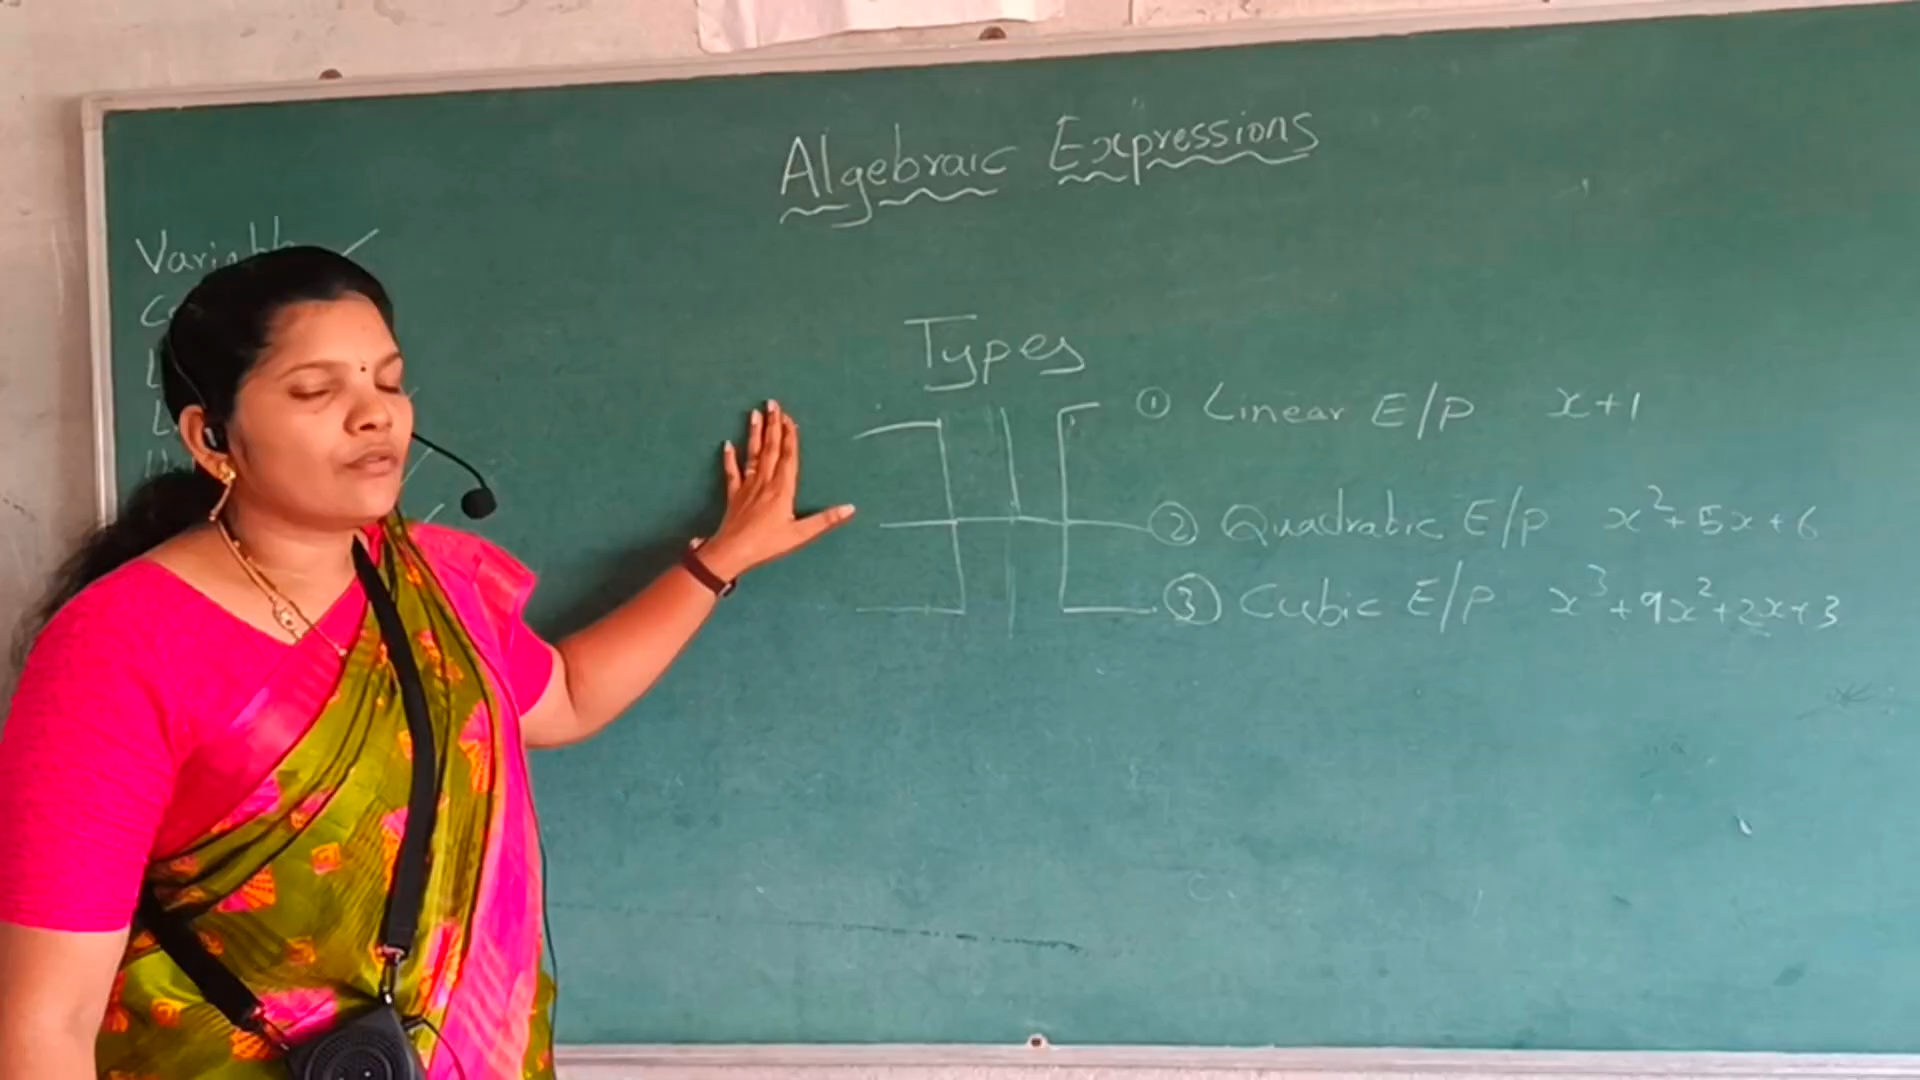 Algebraic Expressions
Types
① Linear E/P x+1
② Quadratic E/P x²+5x+6
③ Cubic E/P x³+9x²+2x+3